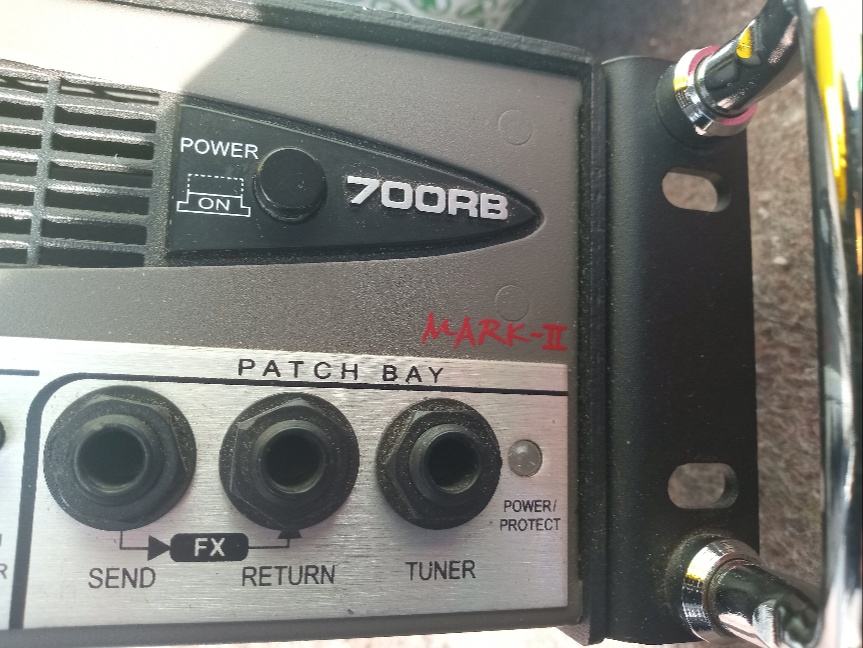 POWER
ON
700RB
MARK-II
PATCH BAY
POWER/
PROTECT
FX
SEND
RETURN
TUNER
R